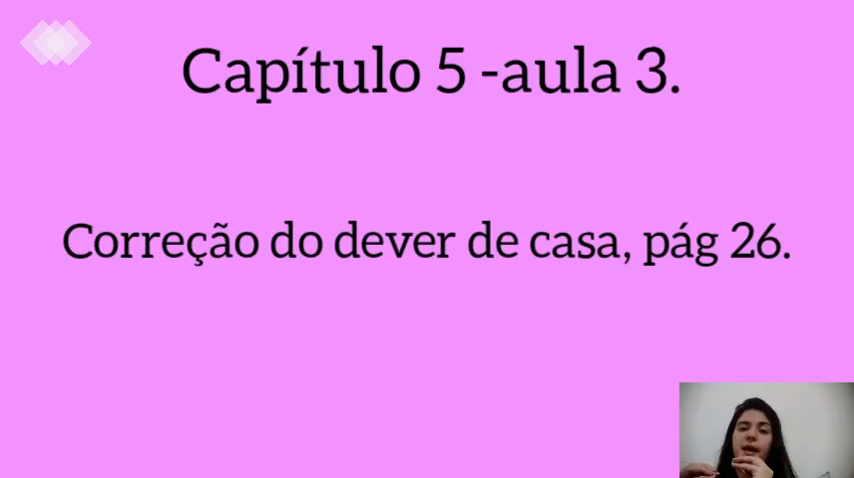 Capítulo 5 -aula 3.
Correção do dever de casa, pág 26.